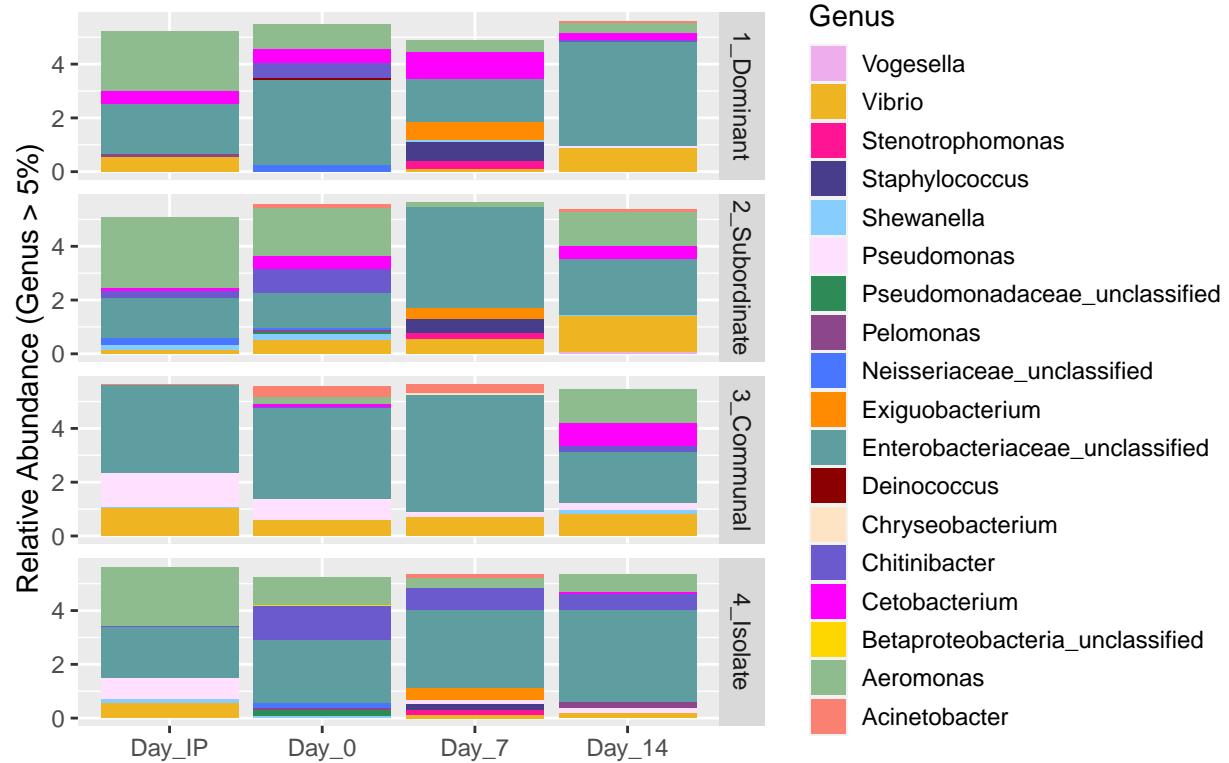 Relative Abundance (Genus > 5%)
4
2
0
1_Dominant
4
2
0
2_Subordinate
4
2
0
3_Communal
4
2
0
4_Isolate
Day_IP
Day_0
Day_7
Day_14
Genus
Vogesella
Vibrio
Stenotrophomonas
Staphylococcus
Shewanella
Pseudomonas
Pseudomonadaceae_unclassified
Pelomonas
Neisseriaceae_unclassified
Exiguobacterium
Enterobacteriaceae_unclassified
Deinococcus
Chryseobacterium
Chitinibacter
Cetobacterium
Betaproteobacteria_unclassified
Aeromonas
Acinetobacter